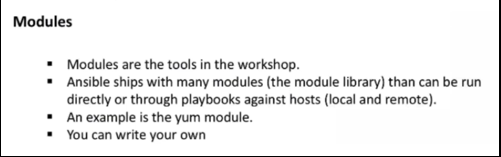 Modules
▪ Modules are the tools in the workshop.
▪ Ansible ships with many modules (the module library) than can be run
directly or through playbooks against hosts (local and remote).
▪ An example is the yum module.
▪ You can write your own